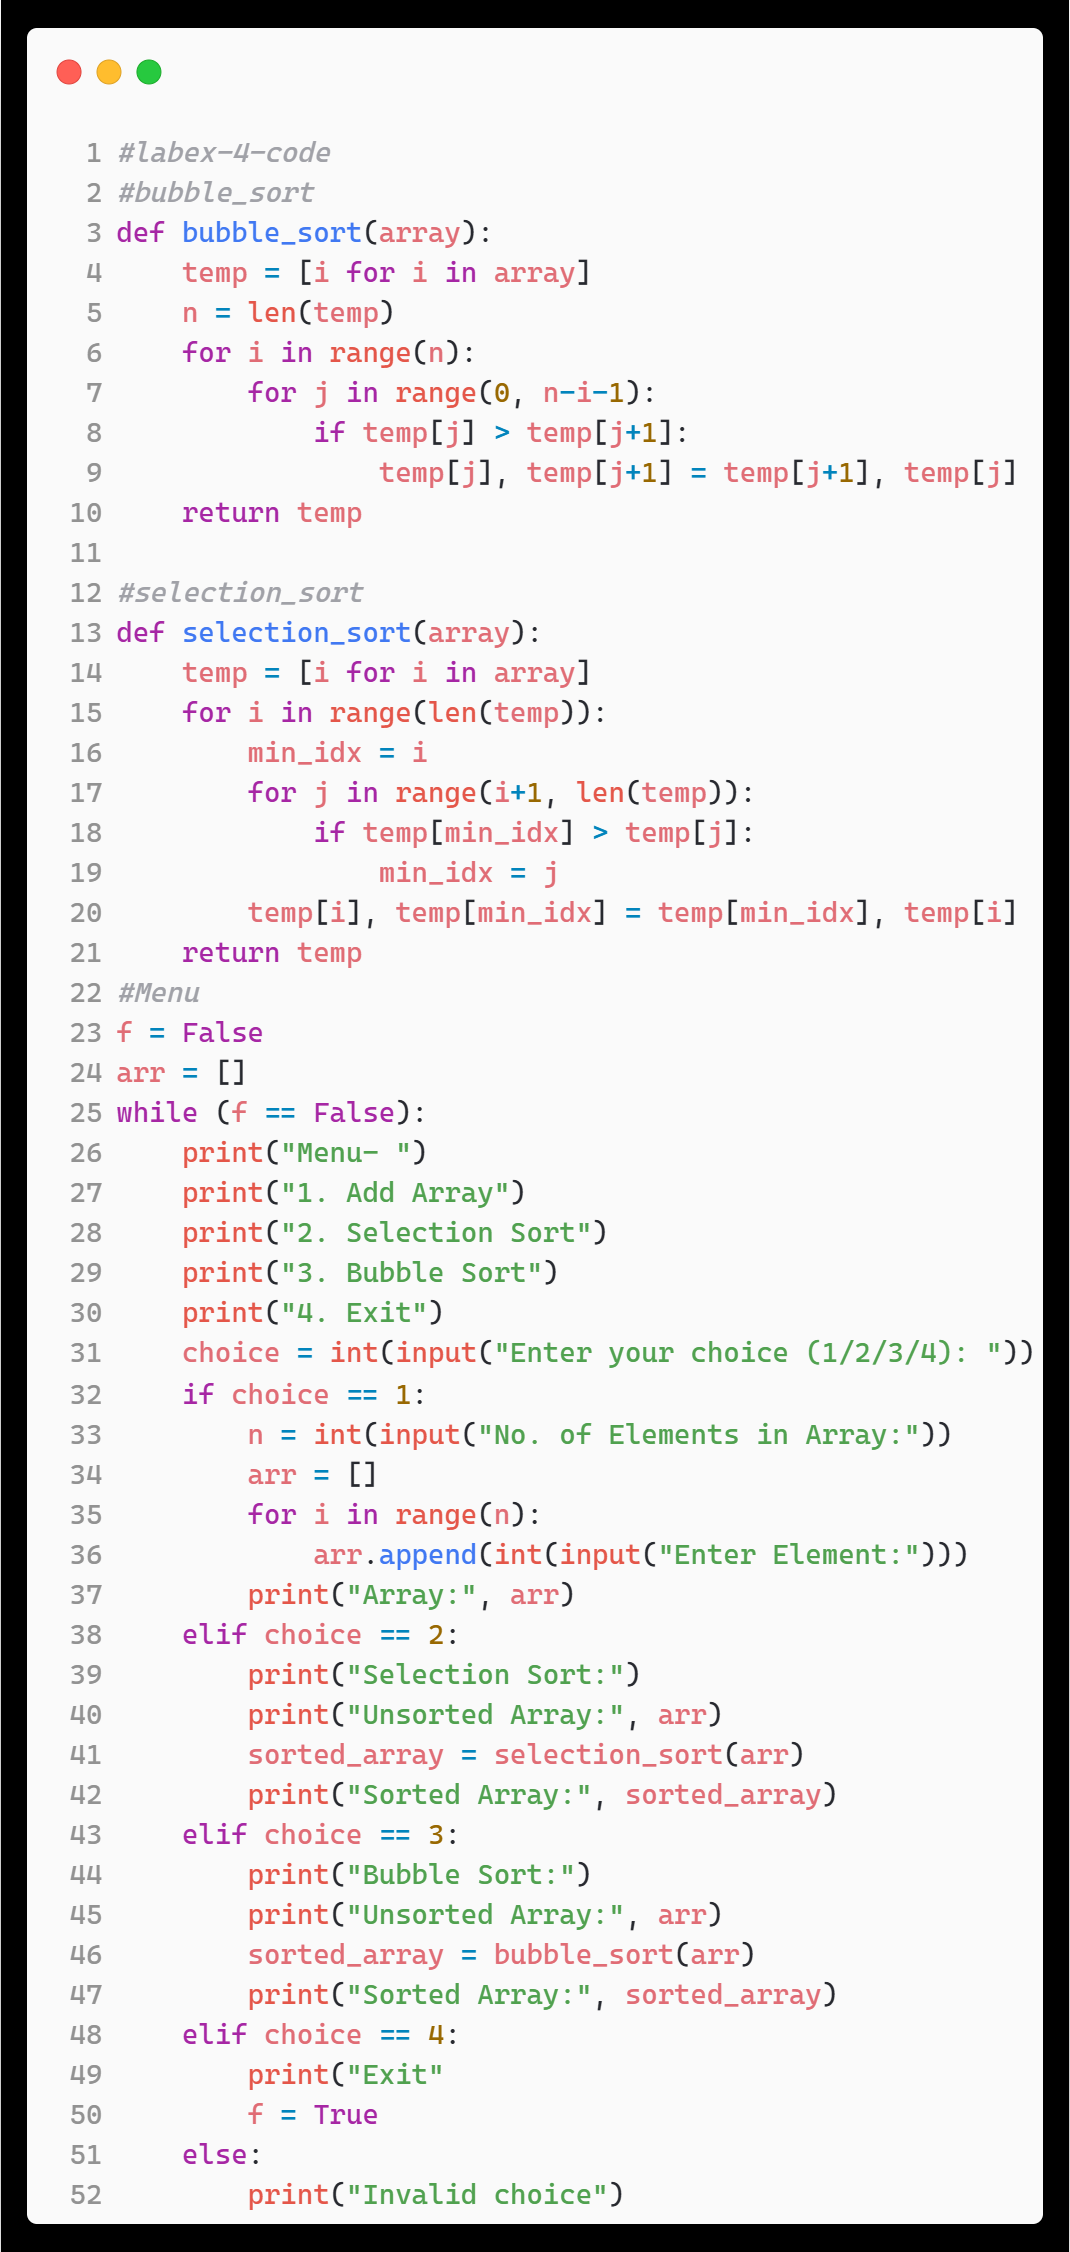 1 #labex-4-code
2 #bubble_sort
3 def bubble_sort(array):
4     temp = [i for i in array]
5     n = len(temp)
6     for i in range(n):
7         for j in range(0, n-i-1):
8             if temp[j] > temp[j+1]:
9                 temp[j], temp[j+1] = temp[j+1], temp[j]
10     return temp
11
12 #selection_sort
13 def selection_sort(array):
14     temp = [i for i in array]
15     for i in range(len(temp)):
16         min_idx = i
17         for j in range(i+1, len(temp)):
18             if temp[min_idx] > temp[j]:
19                 min_idx = j
20         temp[i], temp[min_idx] = temp[min_idx], temp[i]
21     return temp
22 #Menu
23 f = False
24 arr = []
25 while (f == False):
26     print("Menu- ")
27     print("1. Add Array")
28     print("2. Selection Sort")
29     print("3. Bubble Sort")
30     print("4. Exit")
31     choice = int(input("Enter your choice (1/2/3/4): "))
32     if choice == 1:
33         n = int(input("No. of Elements in Array:"))
34         arr = []
35         for i in range(n):
36             arr.append(int(input("Enter Element:")))
37         print("Array:", arr)
38     elif choice == 2:
39         print("Selection Sort:")
40         print("Unsorted Array:", arr)
41         sorted_array = selection_sort(arr)
42         print("Sorted Array:", sorted_array)
43     elif choice == 3:
44         print("Bubble Sort:")
45         print("Unsorted Array:", arr)
46         sorted_array = bubble_sort(arr)
47         print("Sorted Array:", sorted_array)
48     elif choice == 4:
49         print("Exit"
50         f = True
51     else:
52         print("Invalid choice")